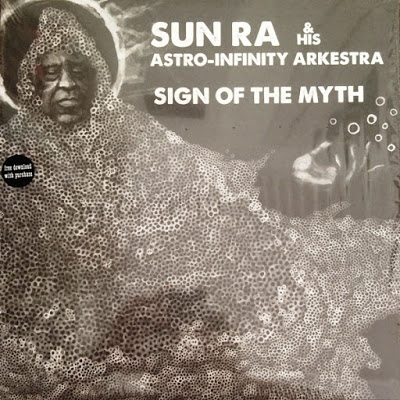 SUN RA & HIS
ASTRO-INFINITY ARKESTRA
SIGN OF THE MYTH
free download
with purchase